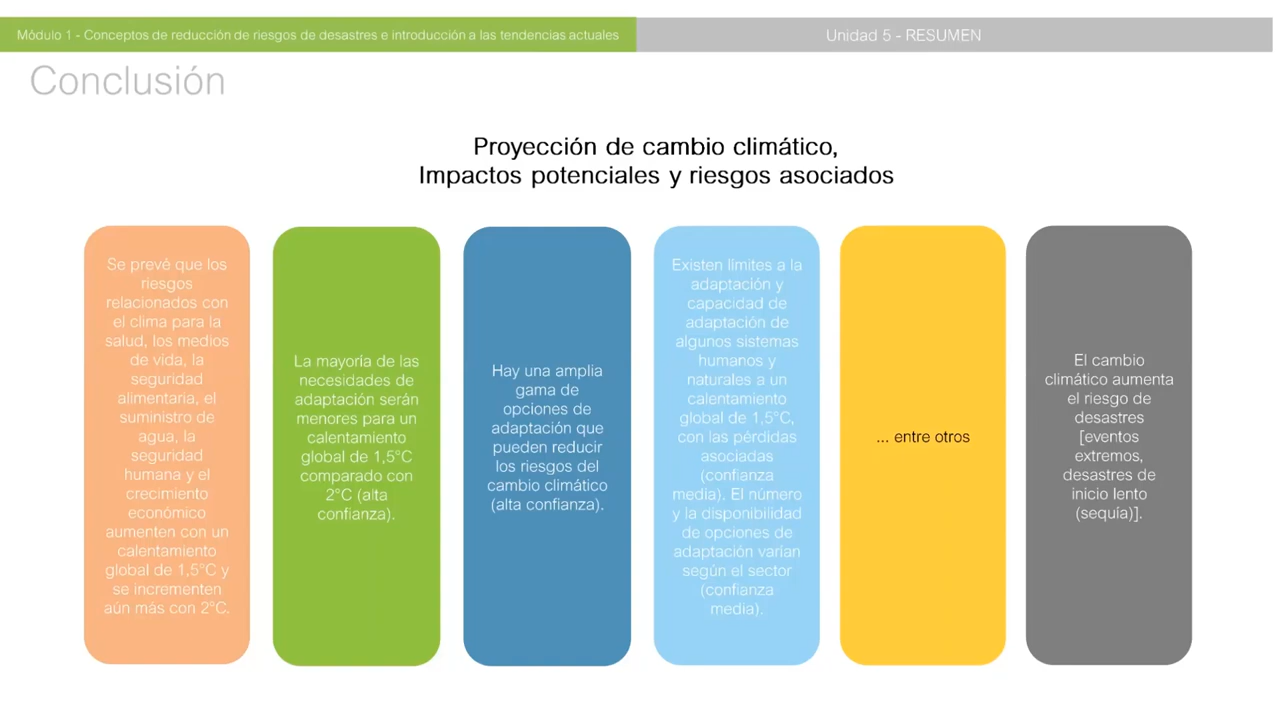 Módulo 1 - Conceptos de reducción de riesgos de desastres e introducción a las tendencias actuales
Unidad 5 - RESUMEN
Conclusión
Proyección de cambio climático,
Impactos potenciales y riesgos asociados
Se prevé que los
riesgos
relacionados con
el clima para la
salud, los medios
de vida, la
seguridad
alimentaria, el
suministro de
agua, la
seguridad
humana y el
crecimiento
económico
aumenten con un
calentamiento
global de 1,5°C y
se incrementen
aún más con 2°C.
La mayoría de las
necesidades de
adaptación serán
menores para un
calentamiento
global de 1,5°C
comparado con
2°C (alta
confianza).
Hay una amplia
gama de
opciones de
adaptación que
pueden reducir
los riesgos del
cambio climático
(alta confianza).
Existen límites a la
adaptación y
capacidad de
adaptación de
algunos sistemas
humanos y
naturales a un
calentamiento
global de 1,5°C,
con las pérdidas
asociadas
(confianza
media). El número
y la disponibilidad
de opciones de
adaptación varían
según el sector
(confianza
media).
... entre otros
El cambio
climático aumenta
el riesgo de
desastres
[eventos
extremos,
desastres de
inicio lento
(sequía)].